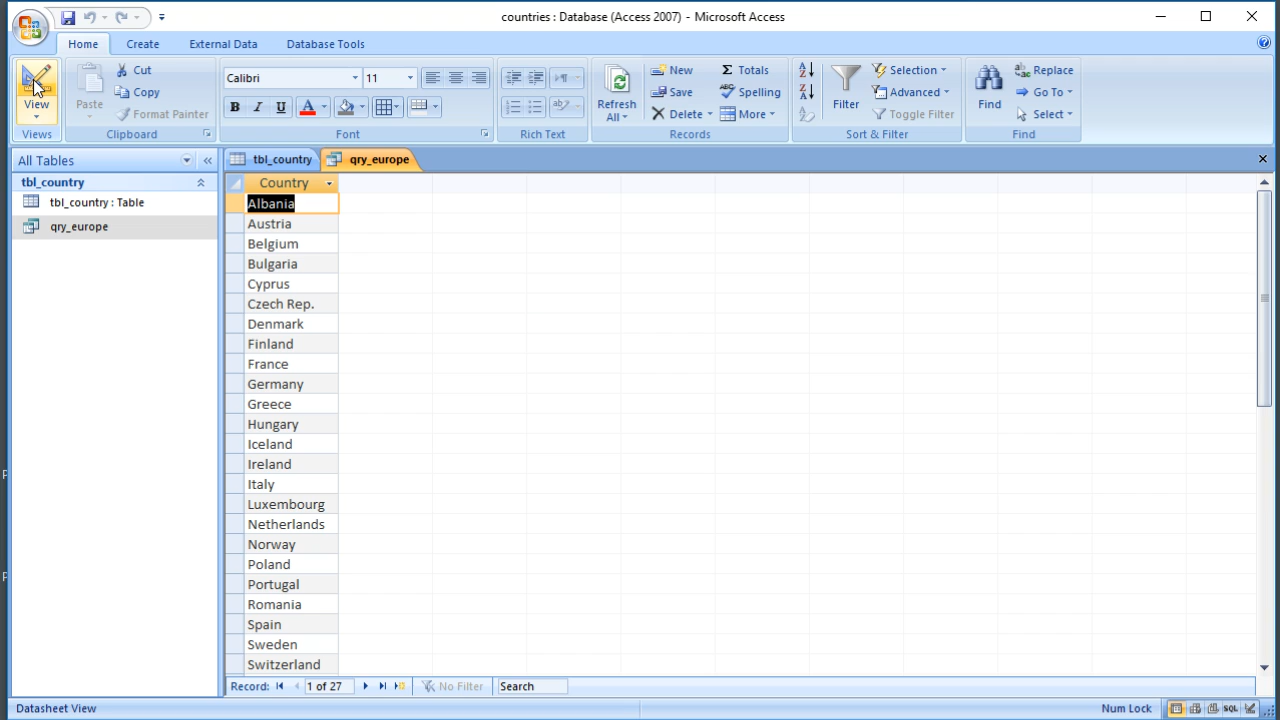 countries : Database (Access 2007) - Microsoft Access
Home Create External Data Database Tools
View
Views
Paste
Cut
Copy
Format Painter
Clipboard
Calibri 11
B I U A
Font
Rich Text
Refresh All
New
Save
Delete
Totals
Spelling
More
Records
Filter
Selection
Advanced
Toggle Filter
Sort & Filter
Find
Replace
Go To
Select
Find
All Tables
tbl_country
tbl_country : Table
qry_europe
tbl_country qry_europe
Country
Albania
Austria
Belgium
Bulgaria
Cyprus
Czech Rep.
Denmark
Finland
France
Germany
Greece
Hungary
Iceland
Ireland
Italy
Luxembourg
Netherlands
Norway
Poland
Portugal
Romania
Spain
Sweden
Switzerland
Record: 1 of 27 No Filter Search
Datasheet View Num Lock SQL